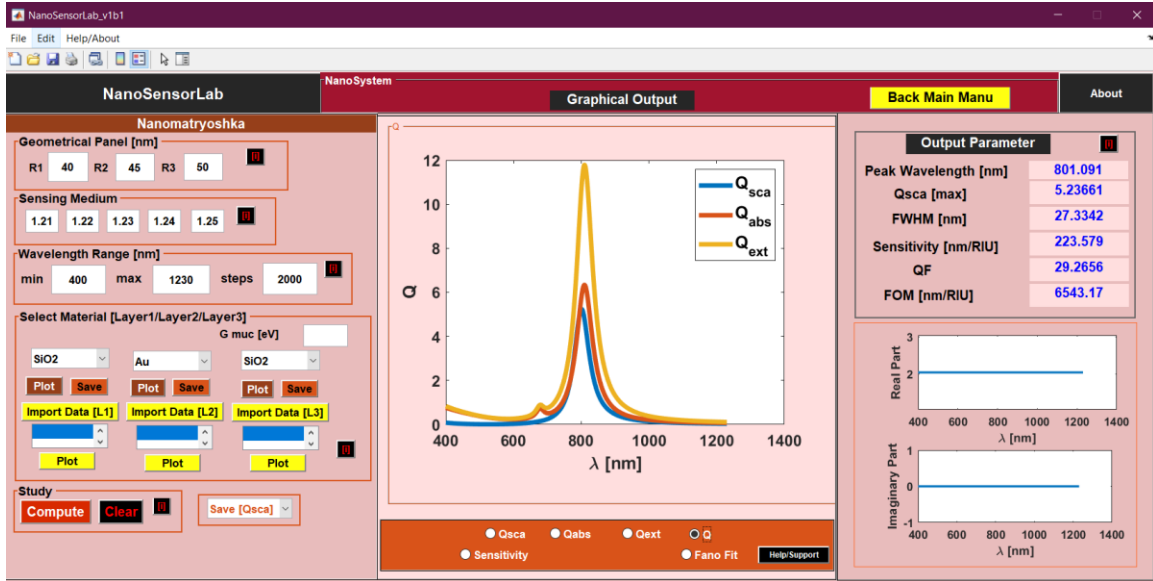 NanoSensorLab_v1b1
File Edit Help/About
NanoSensorLab
NanoSystem
Graphical Output
Back Main Manu
About
Nanomatryoshka
Geometrical Panel [nm]
R1 40 R2 45 R3 50
[i]
Sensing Medium
1.21 1.22 1.23 1.24 1.25
[i]
Wavelength Range [nm]
min 400 max 1230 steps 2000
[i]
Select Material [Layer1/Layer2/Layer3]
G muc [eV]
SiO2 Au SiO2
Plot Save Plot Save Plot Save
Import Data [L1] Import Data [L2] Import Data [L3]
Plot Plot Plot
[i]
Study
Compute Clear [i]
Save [Qsca]
Q
12
10
8
6
4
2
0
Q
400 600 800 1000 1200 1400
λ [nm]
Qsca
Qabs
Qext
Qsca Qabs Qext Q
Sensitivity Fano Fit Help/Support
Output Parameter [i]
Peak Wavelength [nm] 801.091
Qsca [max] 5.23661
FWHM [nm] 27.3342
Sensitivity [nm/RIU] 223.579
QF 29.2656
FOM [nm/RIU] 6543.17
Real Part
3
2
400 600 800 1000 1200 1400
λ [nm]
Imaginary Part
1
0
-1
400 600 800 1000 1200 1400
λ [nm]